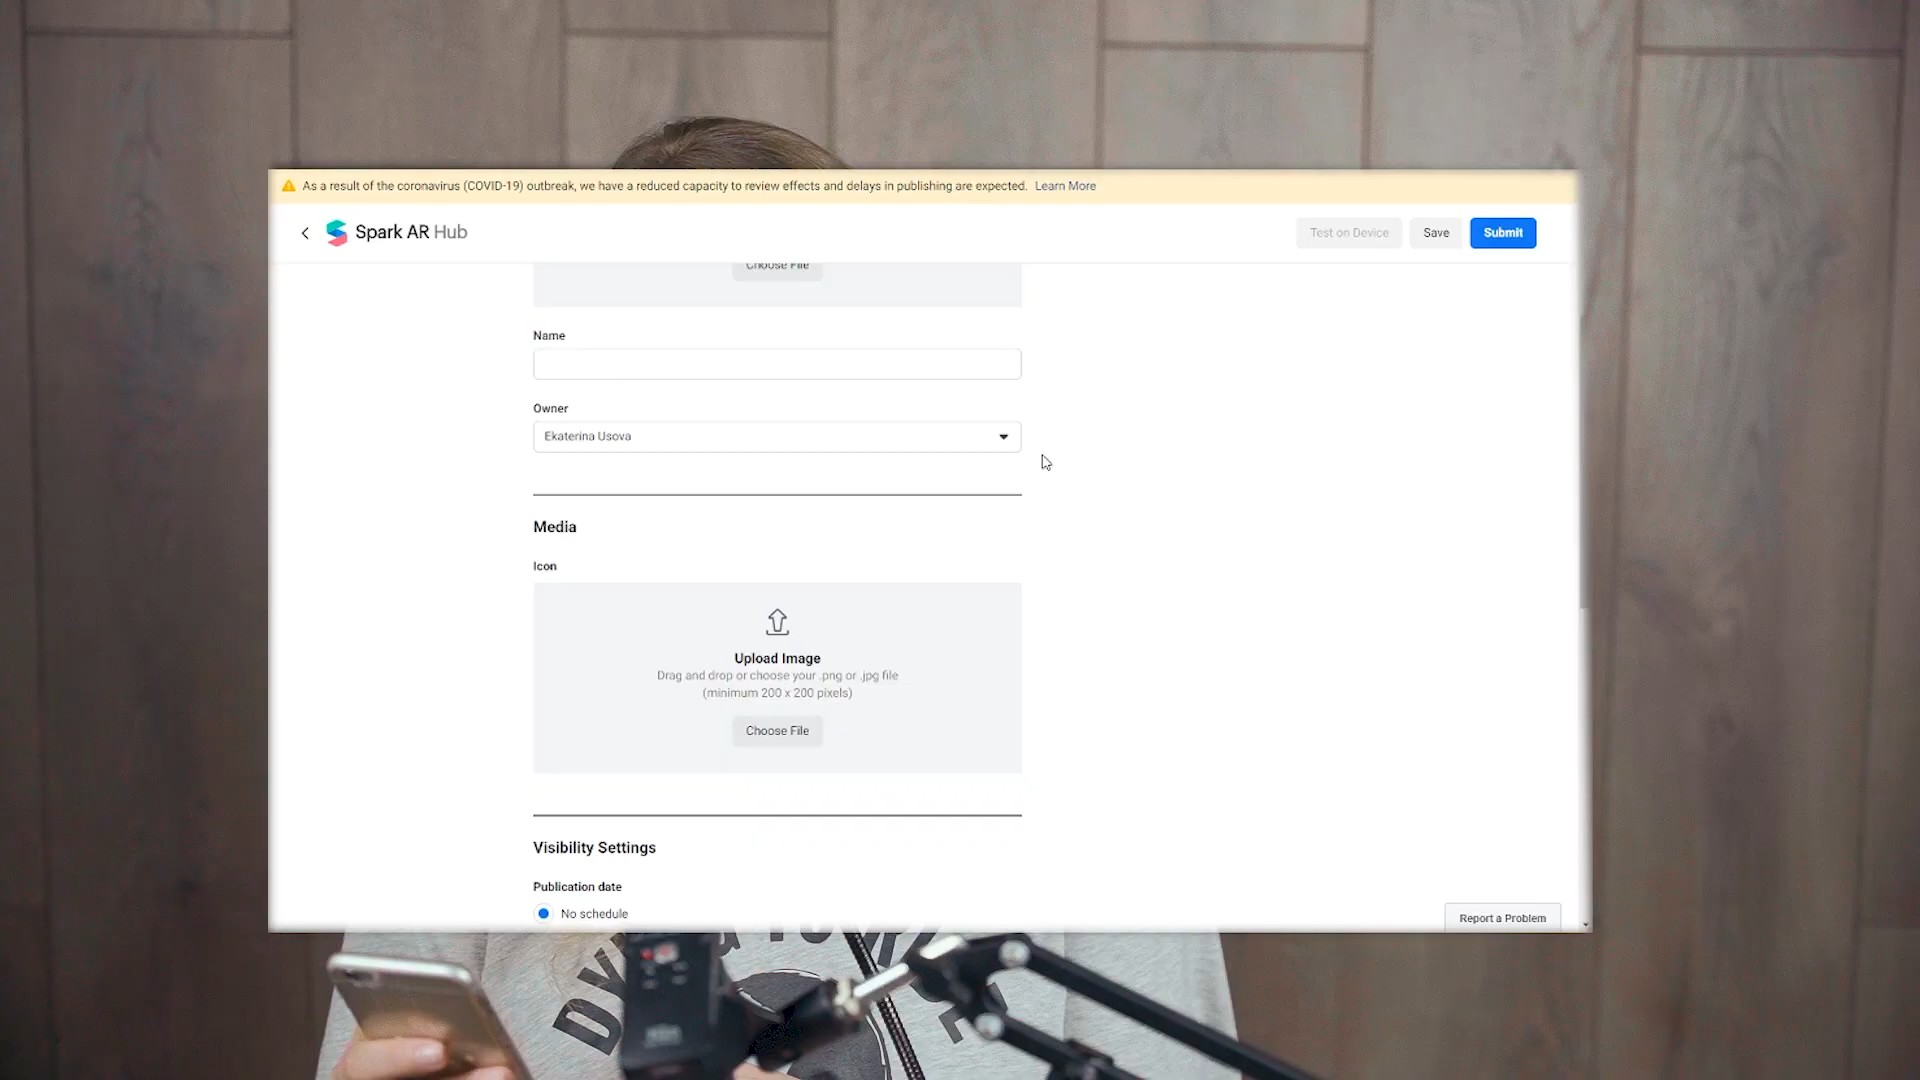 As a result of the coronavirus (COVID-19) outbreak, we have a reduced capacity to review effects and delays in publishing are expected. Learn More
Spark AR Hub
Test on Device
Save
Submit
Choose File
Name
Owner
Ekaterina Usova
Media
Icon
Upload Image
Drag and drop or choose your .png or .jpg file
(minimum 200 x 200 pixels)
Choose File
Visibility Settings
Publication date
No schedule
Report a Problem